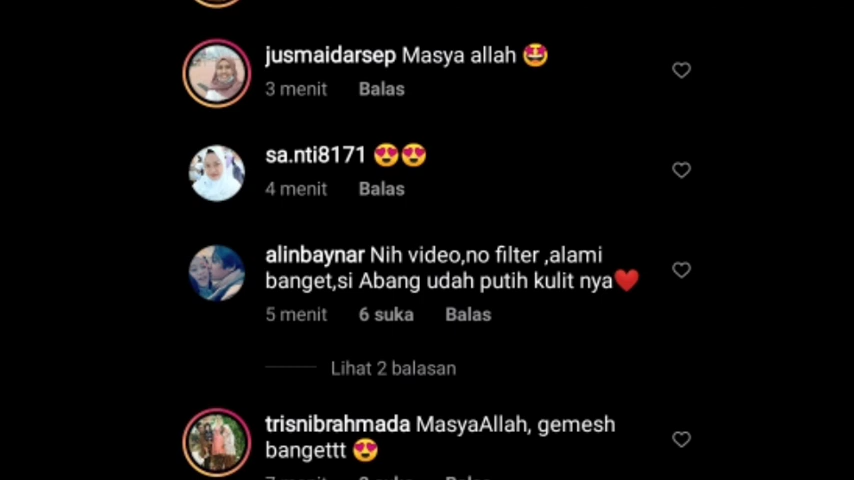 jusmaidarsep Masya allah 🤩
3 menit Balas
sa.nti8171 😍😍
4 menit Balas
alinbaynar Nih video,no filter ,alami
banget,si Abang udah putih kulit nya❤️
5 menit 6 suka Balas
Lihat 2 balasan
trisnibrahmada MasyaAllah, gemesh
bangettt 😍